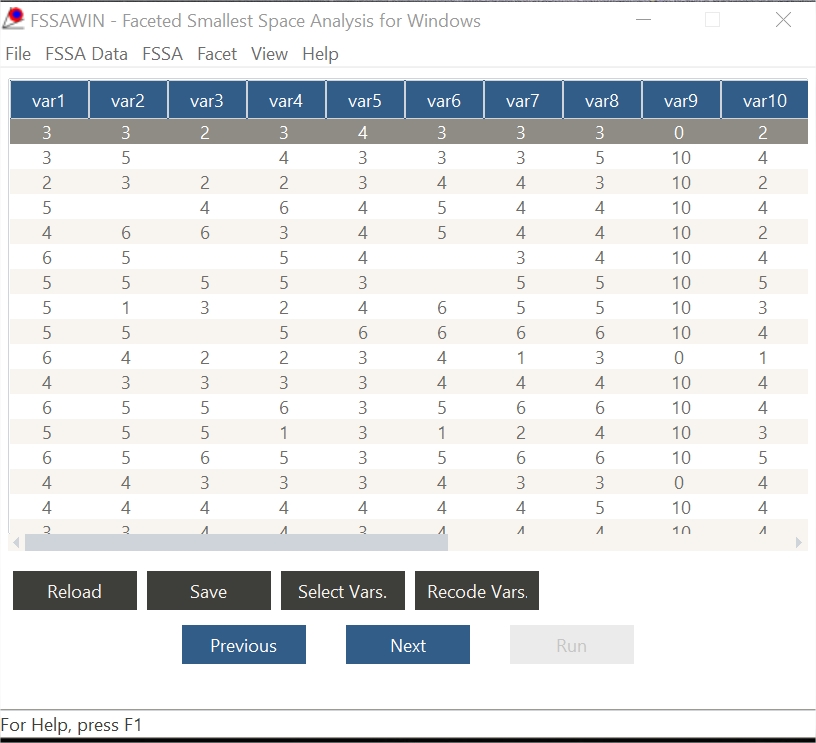 FSSAWIN - Faceted Smallest Space Analysis for Windows
File FSSA Data FSSA Facet View Help
var1 var2 var3 var4 var5 var6 var7 var8 var9 var10
3 3 2 3 4 3 3 3 0 2
3 5 4 3 3 3 5 10 4
2 3 2 2 3 4 4 3 10 2
5 4 6 4 5 4 4 10 4
4 6 6 3 4 5 4 4 10 2
6 5 5 4 3 4 10 4
5 5 5 5 3 5 5 10 5
5 1 3 2 4 6 5 5 10 3
5 5 5 6 6 6 6 10 4
6 4 2 2 3 4 1 3 0 1
4 3 3 3 3 4 4 4 10 4
6 5 5 6 3 5 6 6 10 4
5 5 5 1 3 1 2 4 10 3
6 5 6 5 3 5 6 6 10 5
4 4 3 3 3 4 3 3 0 4
4 4 4 4 4 4 4 5 10 4
3 3 4 4 3 4 4 4 10 4
Reload Save Select Vars. Recode Vars.
Previous Next Run
For Help, press F1